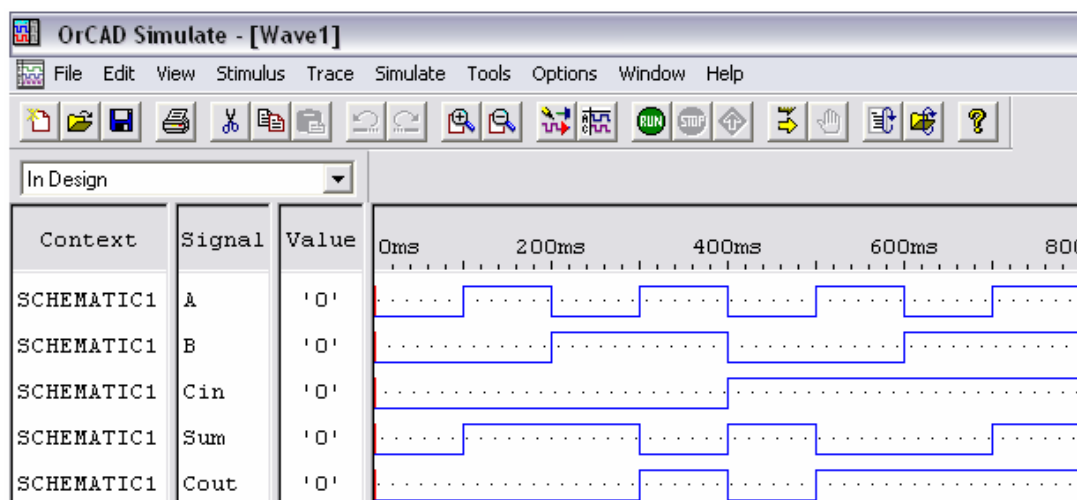 OrCAD Simulate - [Wave1]
File Edit View Stimulus Trace Simulate Tools Options Window Help
RUN STOP
In Design
Context Signal Value 0ms 200ms 400ms 600ms 800
SCHEMATIC1 A '0'
SCHEMATIC1 B '0'
SCHEMATIC1 Cin '0'
SCHEMATIC1 Sum '0'
SCHEMATIC1 Cout '0'